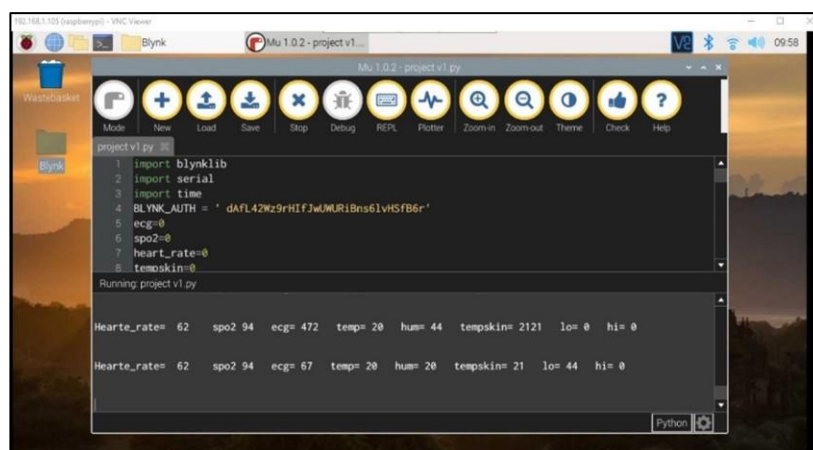 192.168.1.105 (raspberrypi) - VNC Viewer
Blynk
Mu 1.0.2 - project v1....
09:58
Mu 1.0.2 - project v1.py
Wastebasket
Mode New Load Save Stop Debug REPL Plotter Zoom-in Zoom-out Theme Check Help
project v1.py
Blynk
1 import blynklib
2 import serial
3 import time
4 BLYNK_AUTH = ' dAfL42Wz9rHIfJwUWURiBns6lvHSfB6r'
5 ecg=0
6 spo2=0
7 heart_rate=0
8 tempskin=0
Running: project v1.py
Hearte_rate= 62 spo2 94 ecg= 472 temp= 20 hum= 44 tempskin= 2121 lo= 0 hi= 0
Hearte_rate= 62 spo2 94 ecg= 67 temp= 20 hum= 20 tempskin= 21 lo= 44 hi= 0
Python